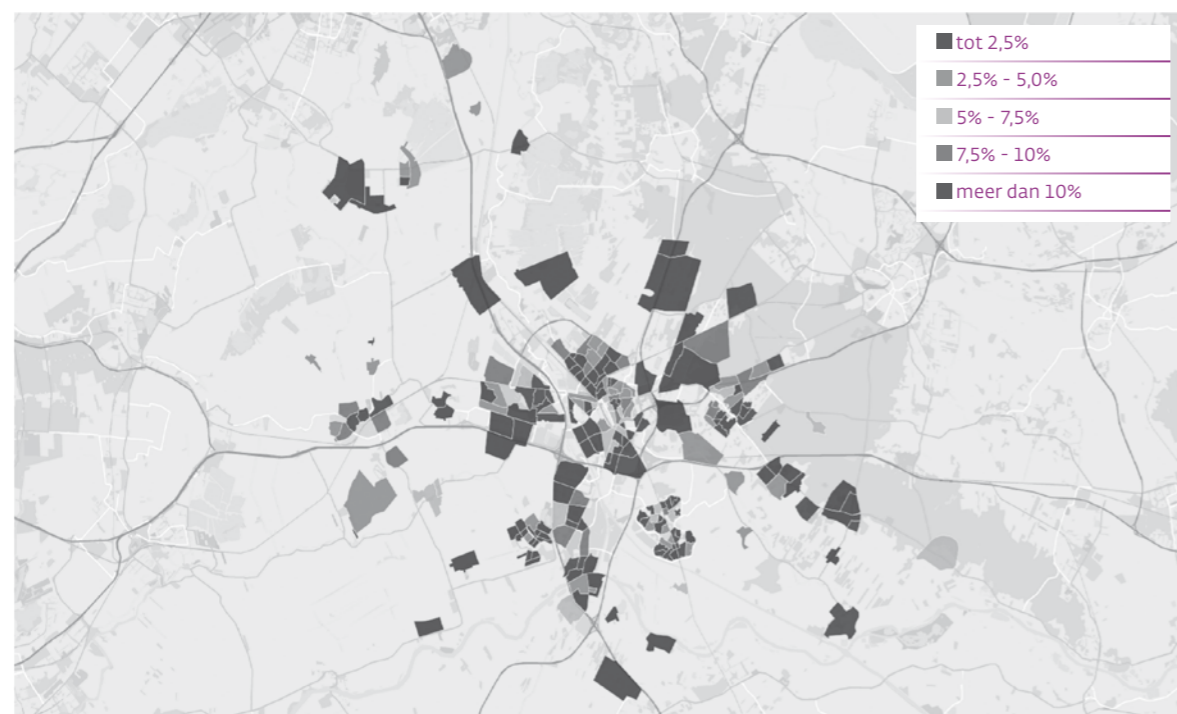 tot 2,5%
2,5% - 5,0%
5% - 7,5%
7,5% - 10%
meer dan 10%